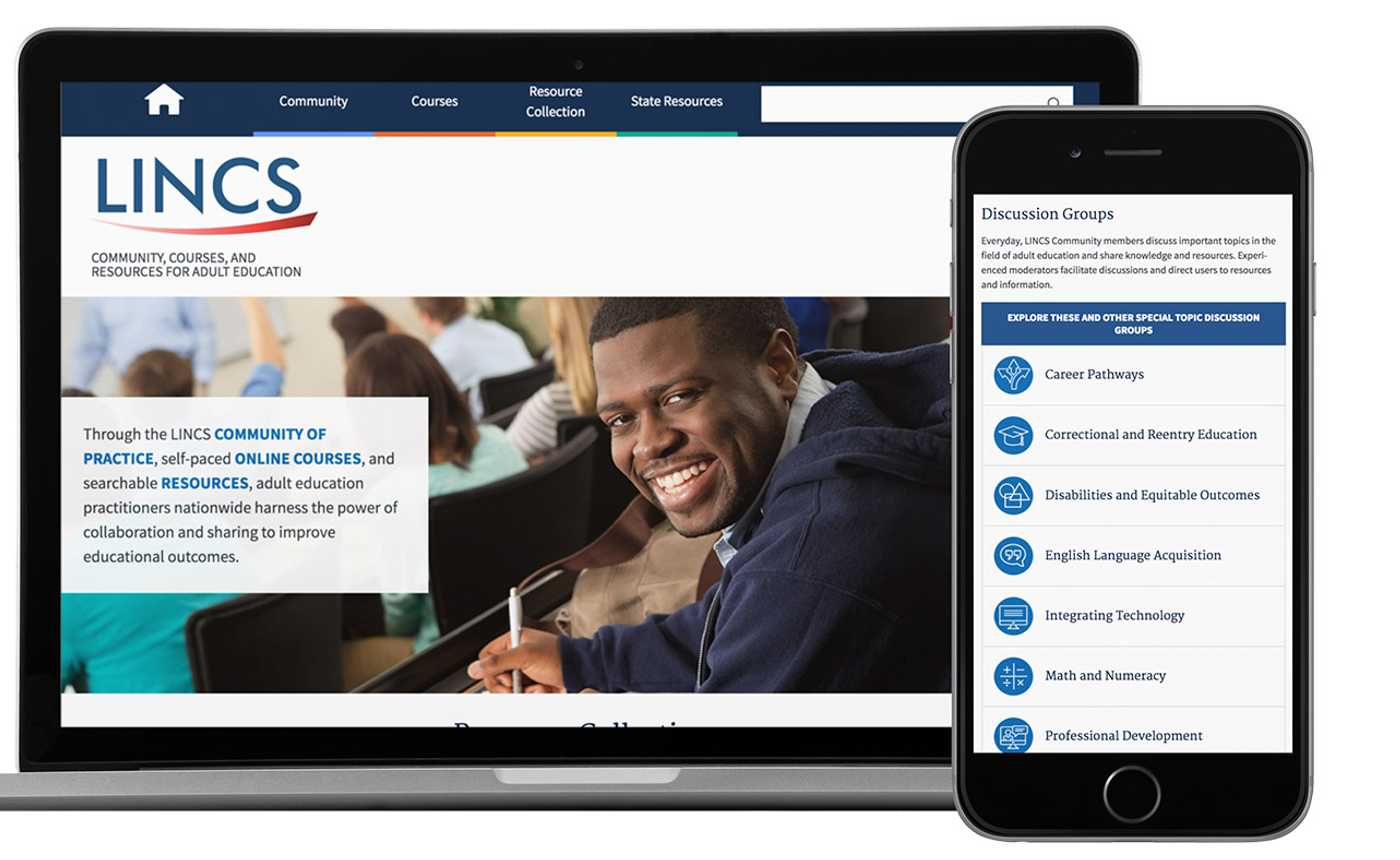 Community
Courses
Resource
Collection
State Resources
LINCS
COMMUNITY, COURSES, AND
RESOURCES FOR ADULT EDUCATION
Through the LINCS COMMUNITY OF
PRACTICE, self-paced ONLINE COURSES, and
searchable RESOURCES, adult education
practitioners nationwide harness the power of
collaboration and sharing to improve
educational outcomes.
Discussion Groups
Everyday, LINCS Community members discuss important topics in the
field of adult education and share knowledge and resources. Experi-
enced moderators facilitate discussions and direct users to resources
and information.
EXPLORE THESE AND OTHER SPECIAL TOPIC DISCUSSION
GROUPS
Career Pathways
Correctional and Reentry Education
Disabilities and Equitable Outcomes
English Language Acquisition
Integrating Technology
Math and Numeracy
Professional Development